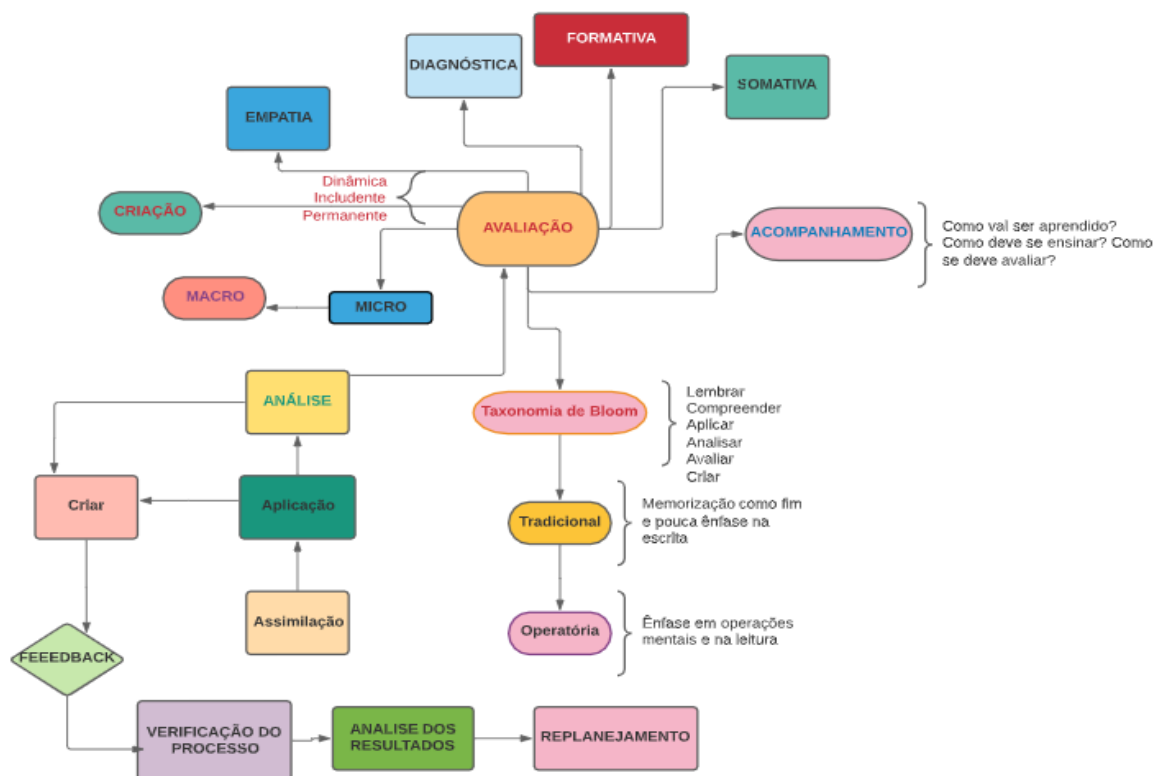 FORMATIVA
DIAGNÓSTICA
SOMATIVA
EMPATIA
Dinâmica
Includente
Permanente
CRIAÇÃO
AVALIAÇÃO
ACOMPANHAMENTO
Como val ser aprendido?
Como deve se ensinar? Como
se deve avaliar?
MACRO
MICRO
ANÁLISE
Taxonomia de Bloom
Lembrar
Compreender
Aplicar
Analisar
Avaliar
Criar
Criar
Aplicação
Tradicional
Memorização como fim
e pouca ênfase na
escrita
Assimilação
Operatória
Ênfase em operações
mentais e na leitura
FEEEDBACK
VERIFICAÇÃO DO
PROCESSO
ANALISE DOS
RESULTADOS
REPLANEJAMENTO